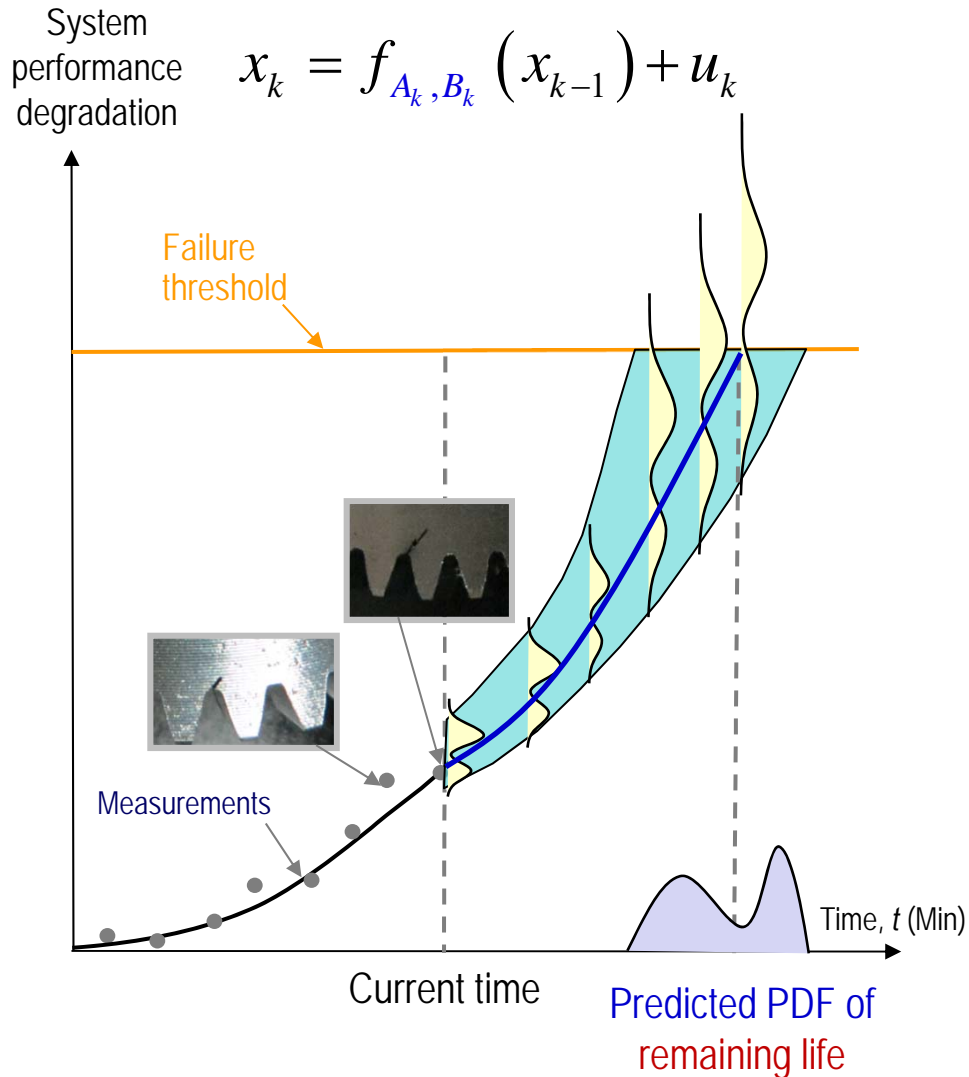 System
performance
degradation
x_k = f_{A_k, B_k} (x_{k-1}) + u_k
Failure
threshold
Measurements
Time, t (Min)
Current time
Predicted PDF of
remaining life